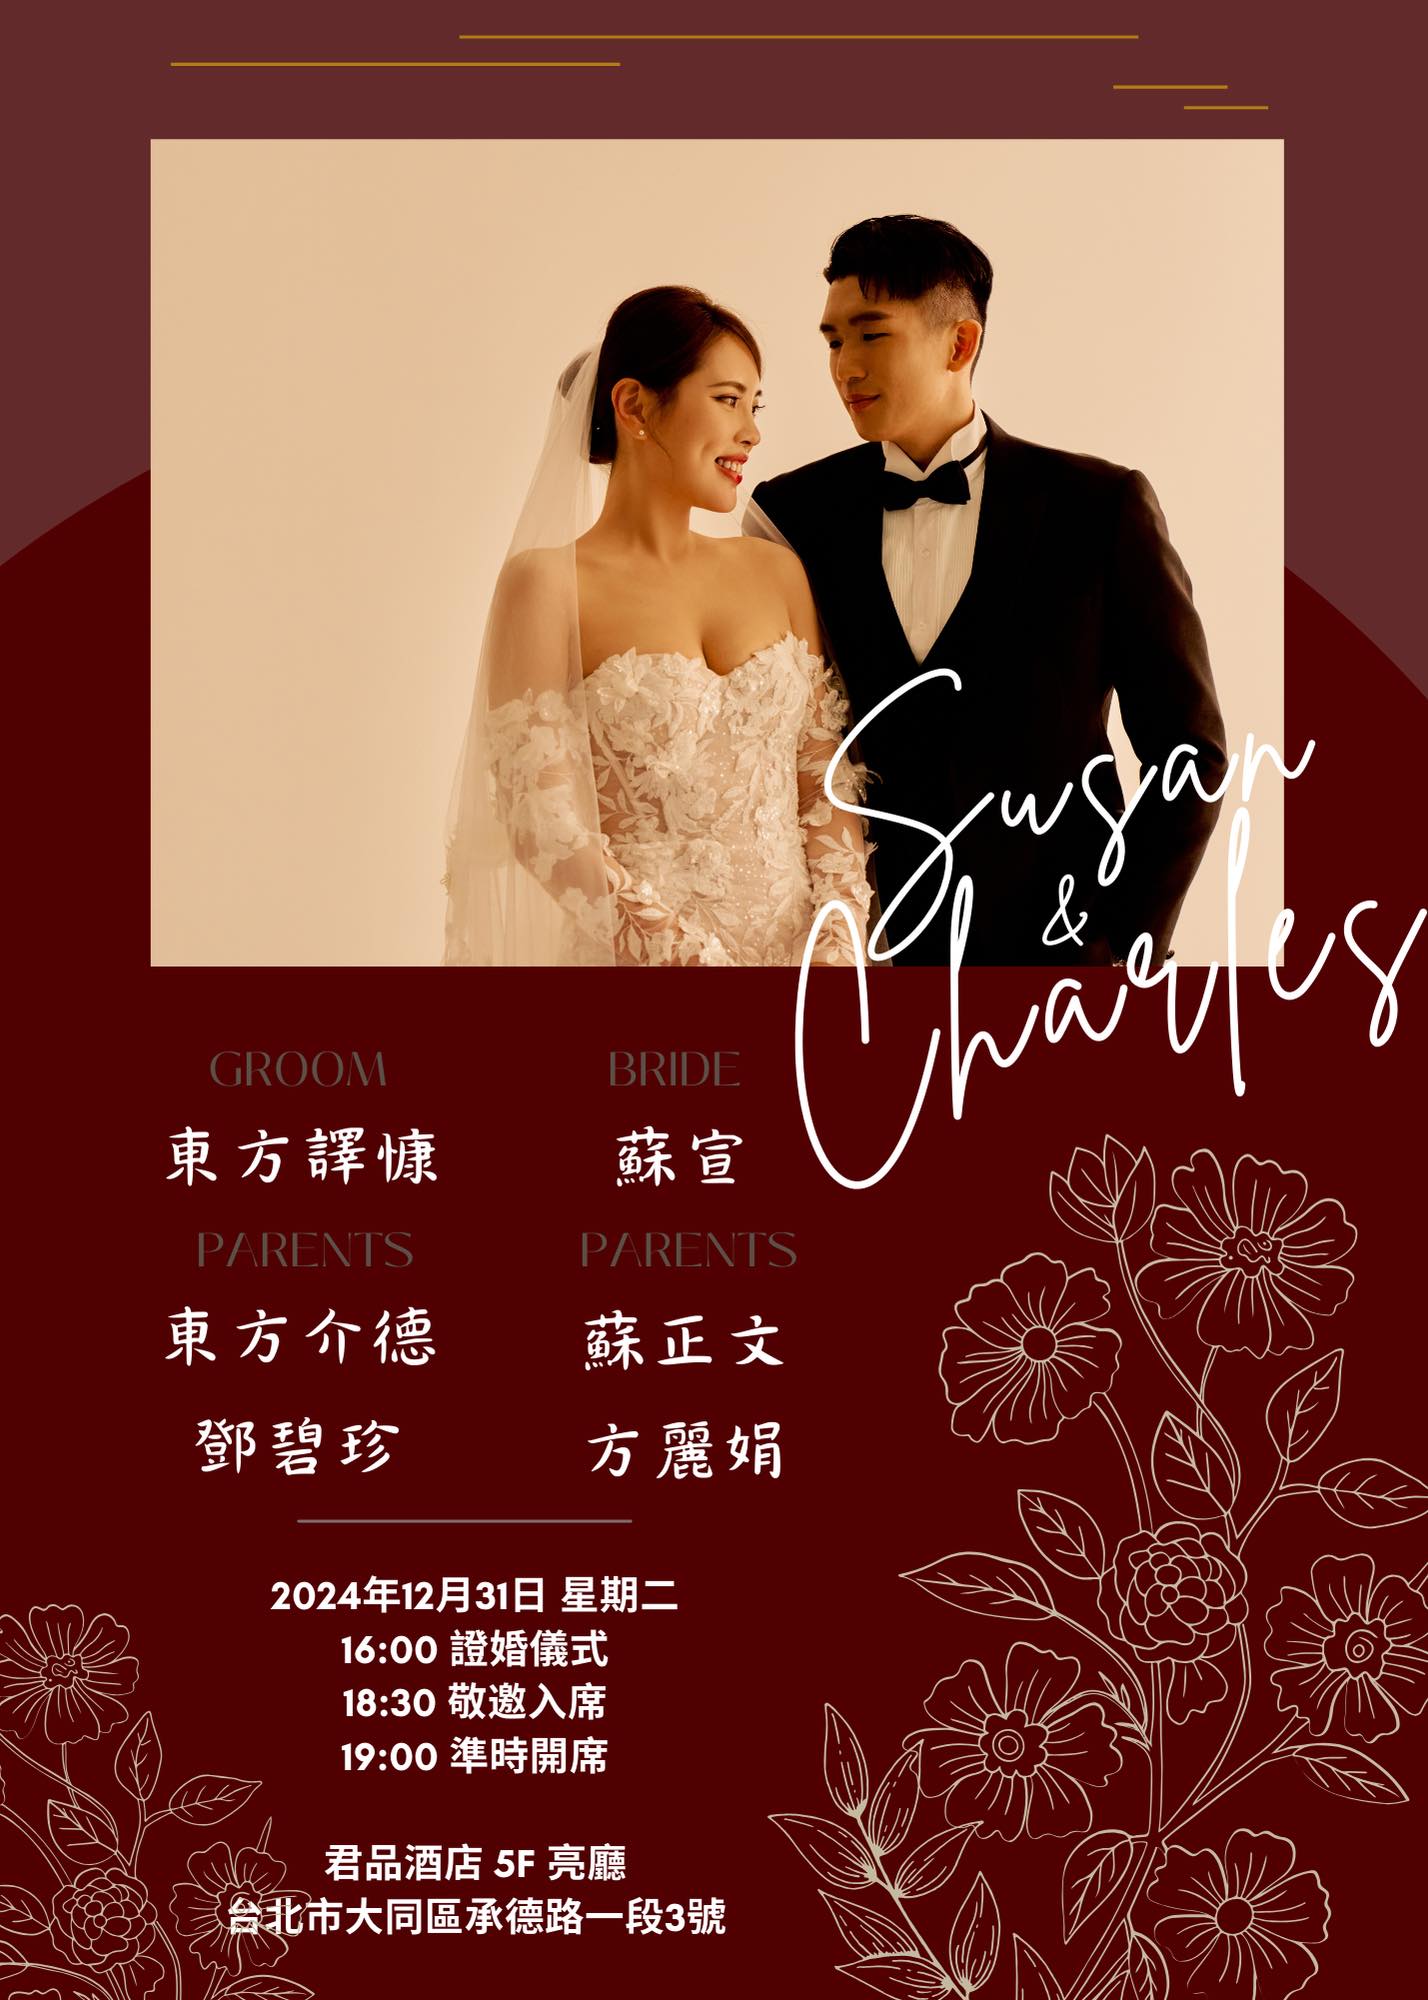 Susan
&
Charles
GROOM
東方譯慷
BRIDE
蘇宣
PARENTS
東方介德
鄧碧珍
PARENTS
蘇正文
方麗娟
2024年12月31日 星期二
16:00 證婚儀式
18:30 敬邀入席
19:00 準時開席
君品酒店 5F 亮廳
台北市大同區承德路一段3號